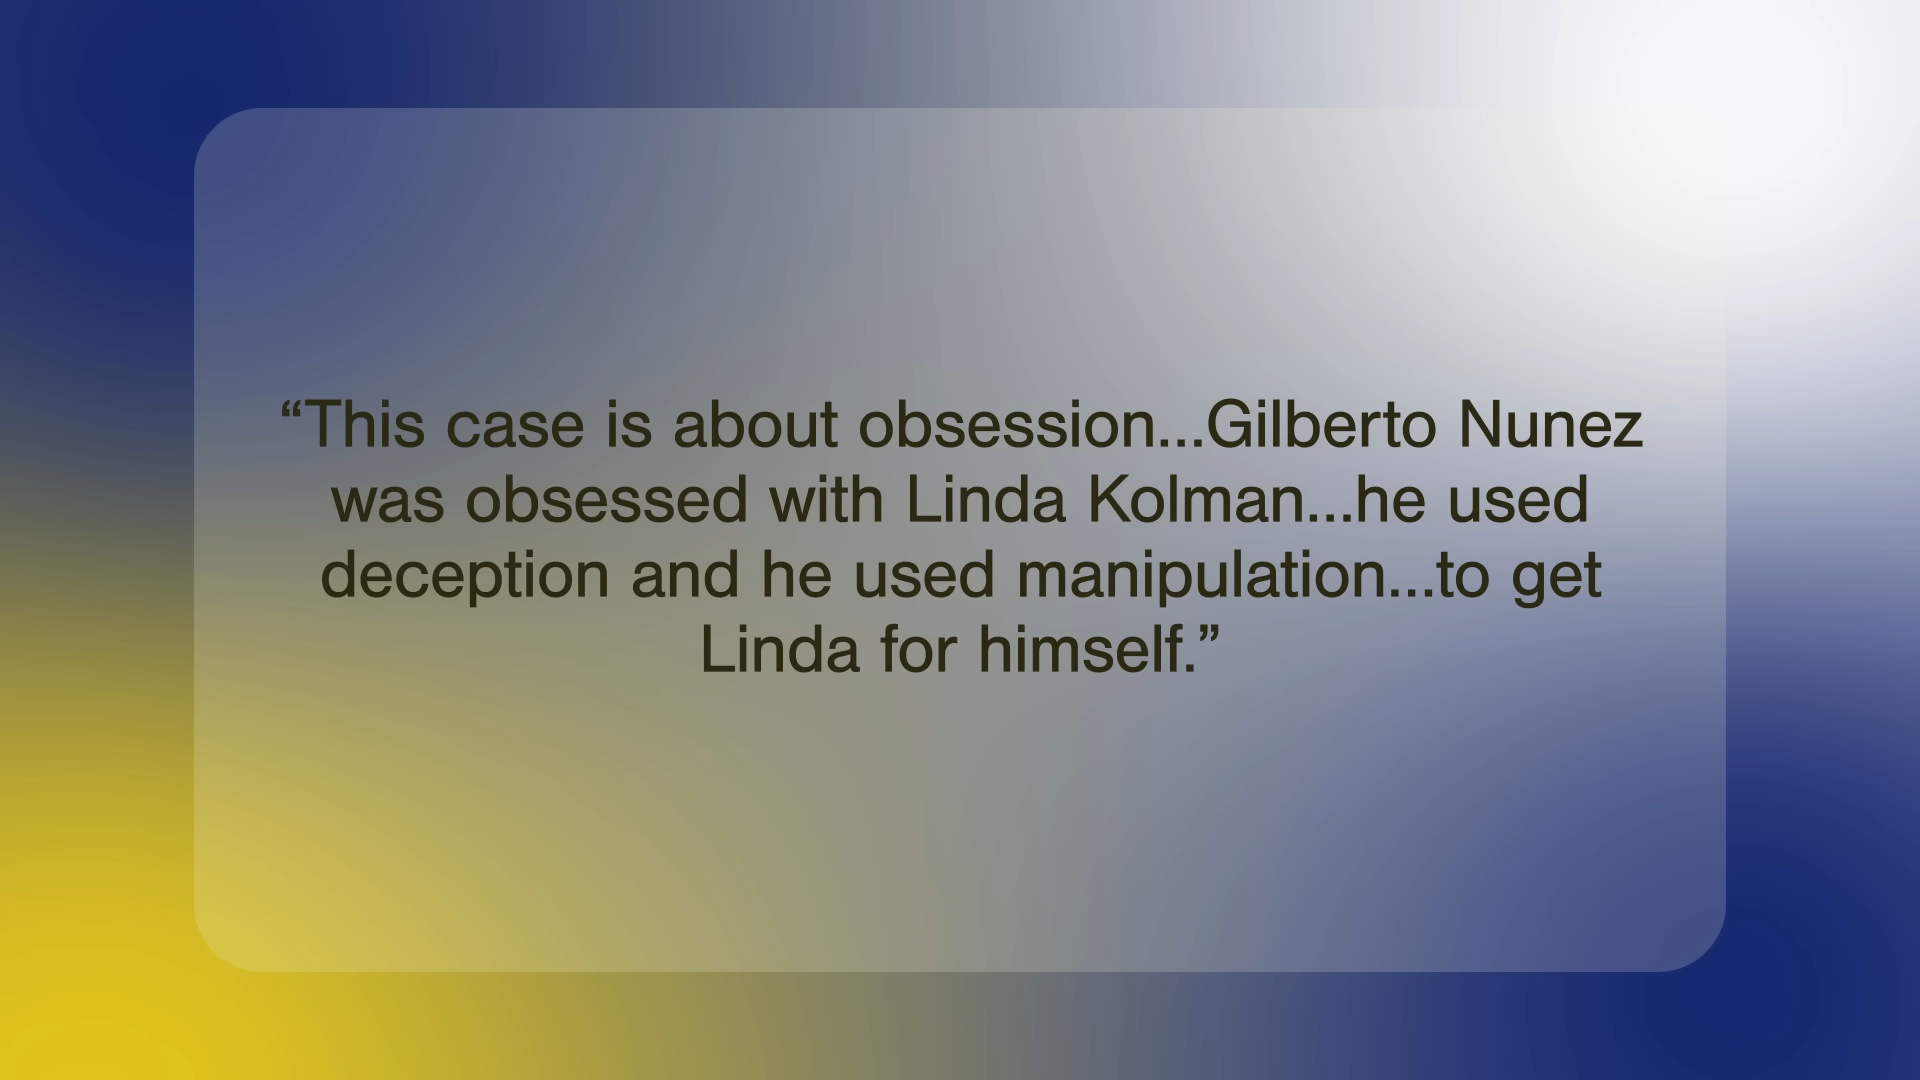 “This case is about obsession...Gilberto Nunez
was obsessed with Linda Kolman...he used
deception and he used manipulation...to get
Linda for himself.”